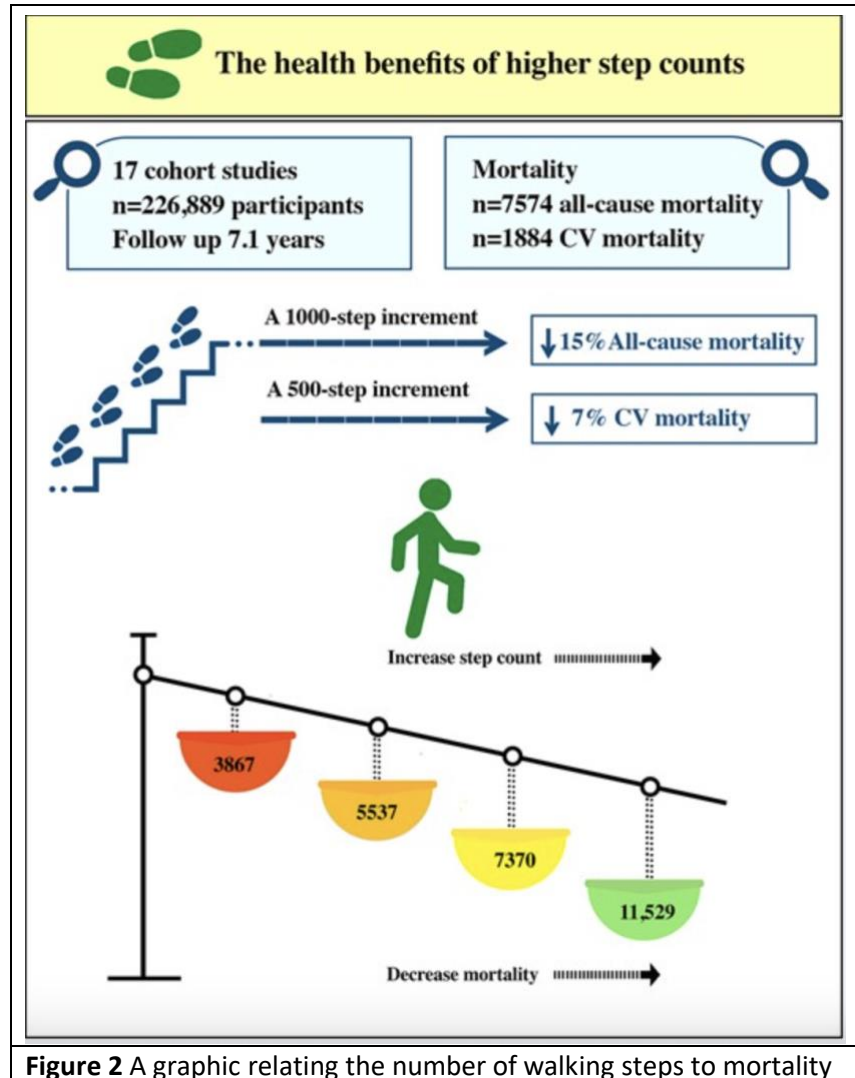 The health benefits of higher step counts
17 cohort studies
n=226,889 participants
Follow up 7.1 years
Mortality
n=7574 all-cause mortality
n=1884 CV mortality
A 1000-step increment
↓15% All-cause mortality
A 500-step increment
↓ 7% CV mortality
Increase step count
3867
5537
7370
11,529
Decrease mortality
Figure 2 A graphic relating the number of walking steps to mortality